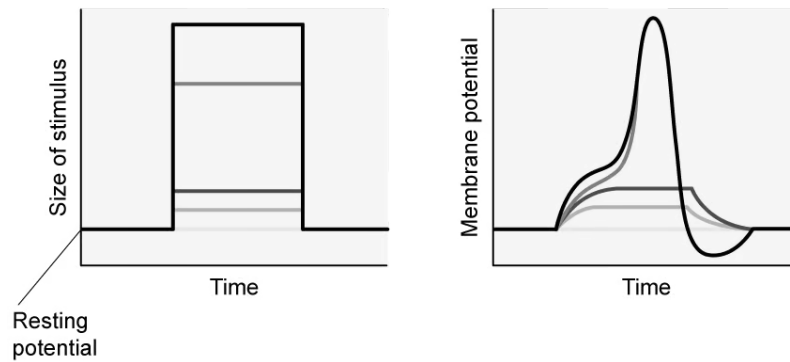 Size of stimulus
Time
Resting
potential
Membrane potential
Time